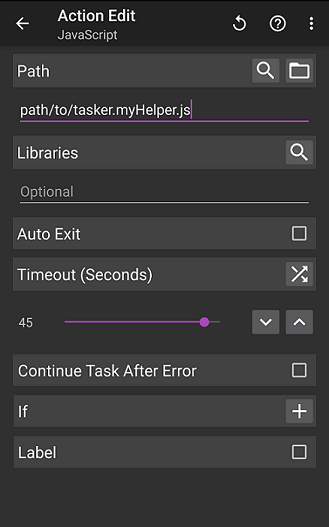 Action Edit
JavaScript
Path
path/to/tasker.myHelper.js
Libraries
Optional
Auto Exit
Timeout (Seconds)
45
Continue Task After Error
If
Label